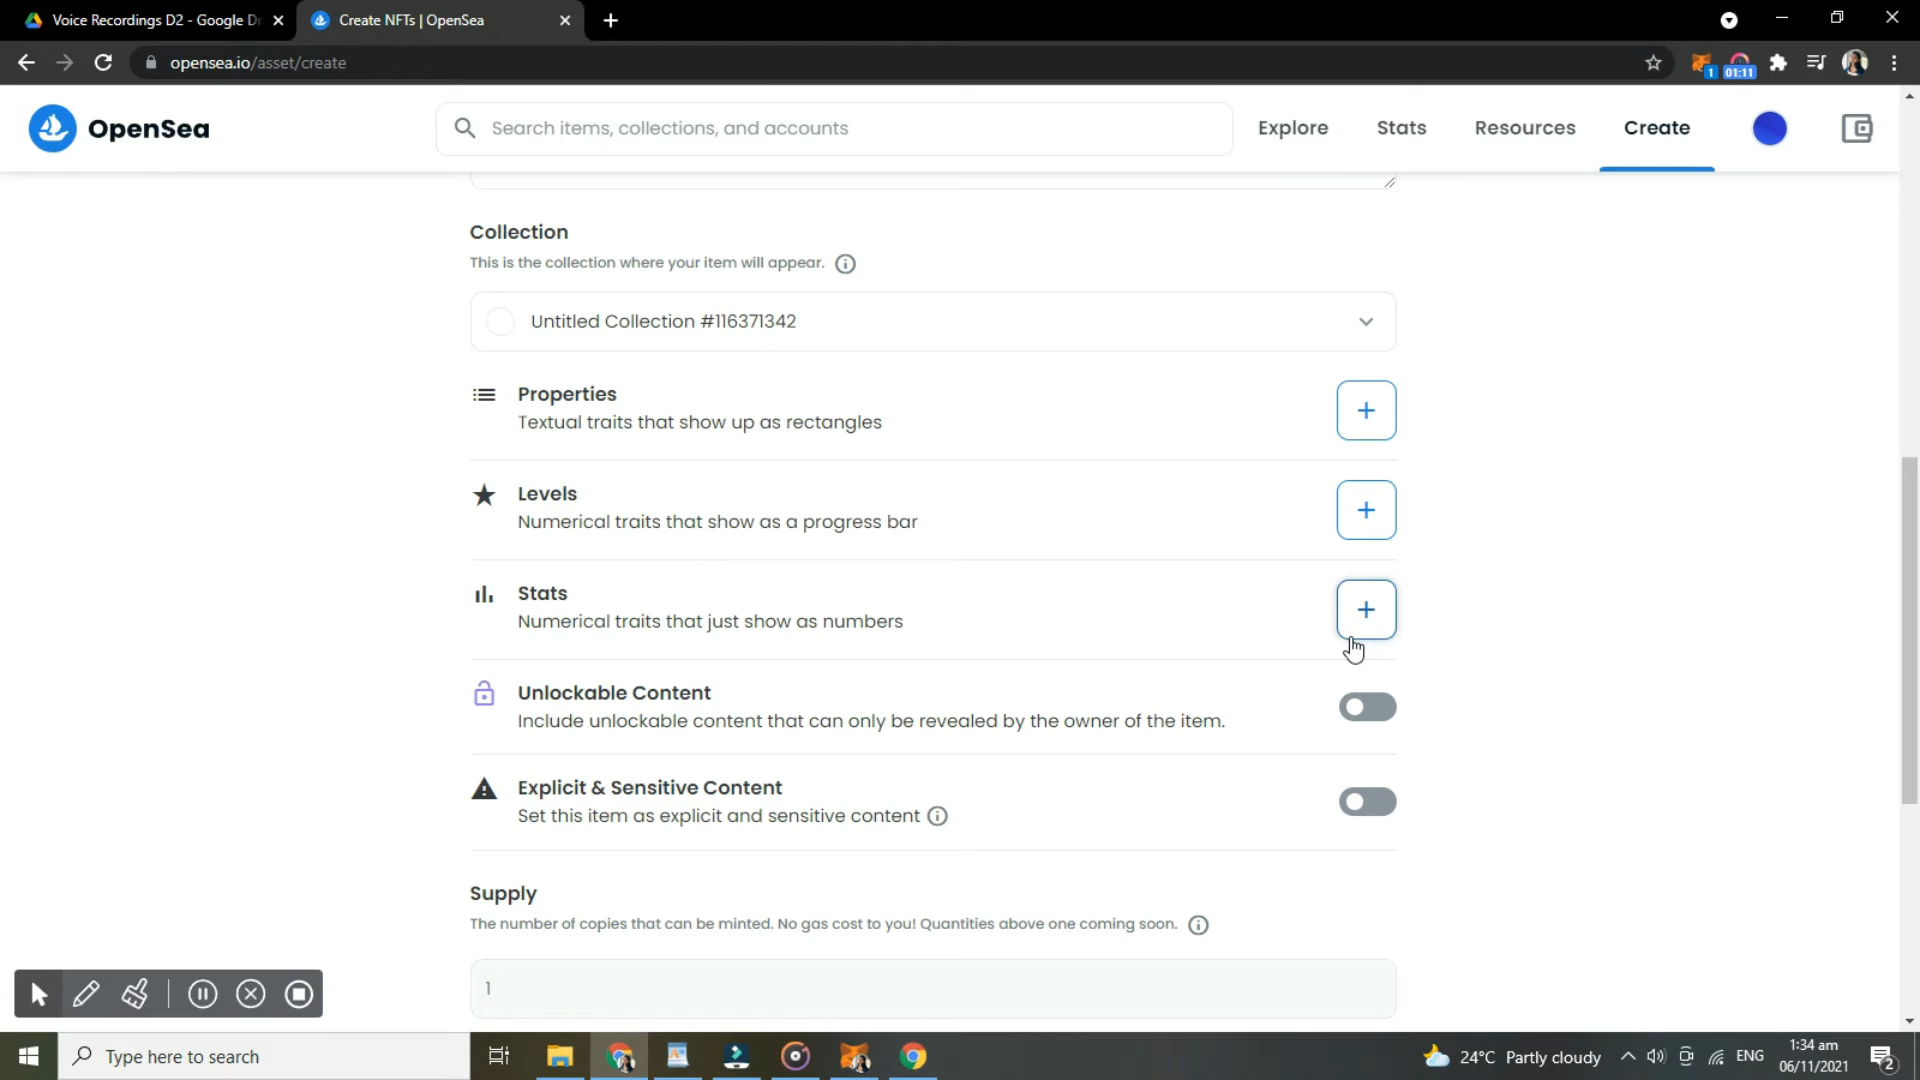 Voice Recordings D2 - Google Dr
Create NFTs | OpenSea
opensea.io/asset/create
1
01:11
OpenSea
Search items, collections, and accounts
Explore
Stats
Resources
Create
Collection
This is the collection where your item will appear.
Untitled Collection #116371342
Properties
Textual traits that show up as rectangles
Levels
Numerical traits that show as a progress bar
Stats
Numerical traits that just show as numbers
Unlockable Content
Include unlockable content that can only be revealed by the owner of the item.
Explicit & Sensitive Content
Set this item as explicit and sensitive content
Supply
The number of copies that can be minted. No gas cost to you! Quantities above one coming soon.
1
Type here to search
24°C Partly cloudy
ENG
1:34 am
06/11/2021
2